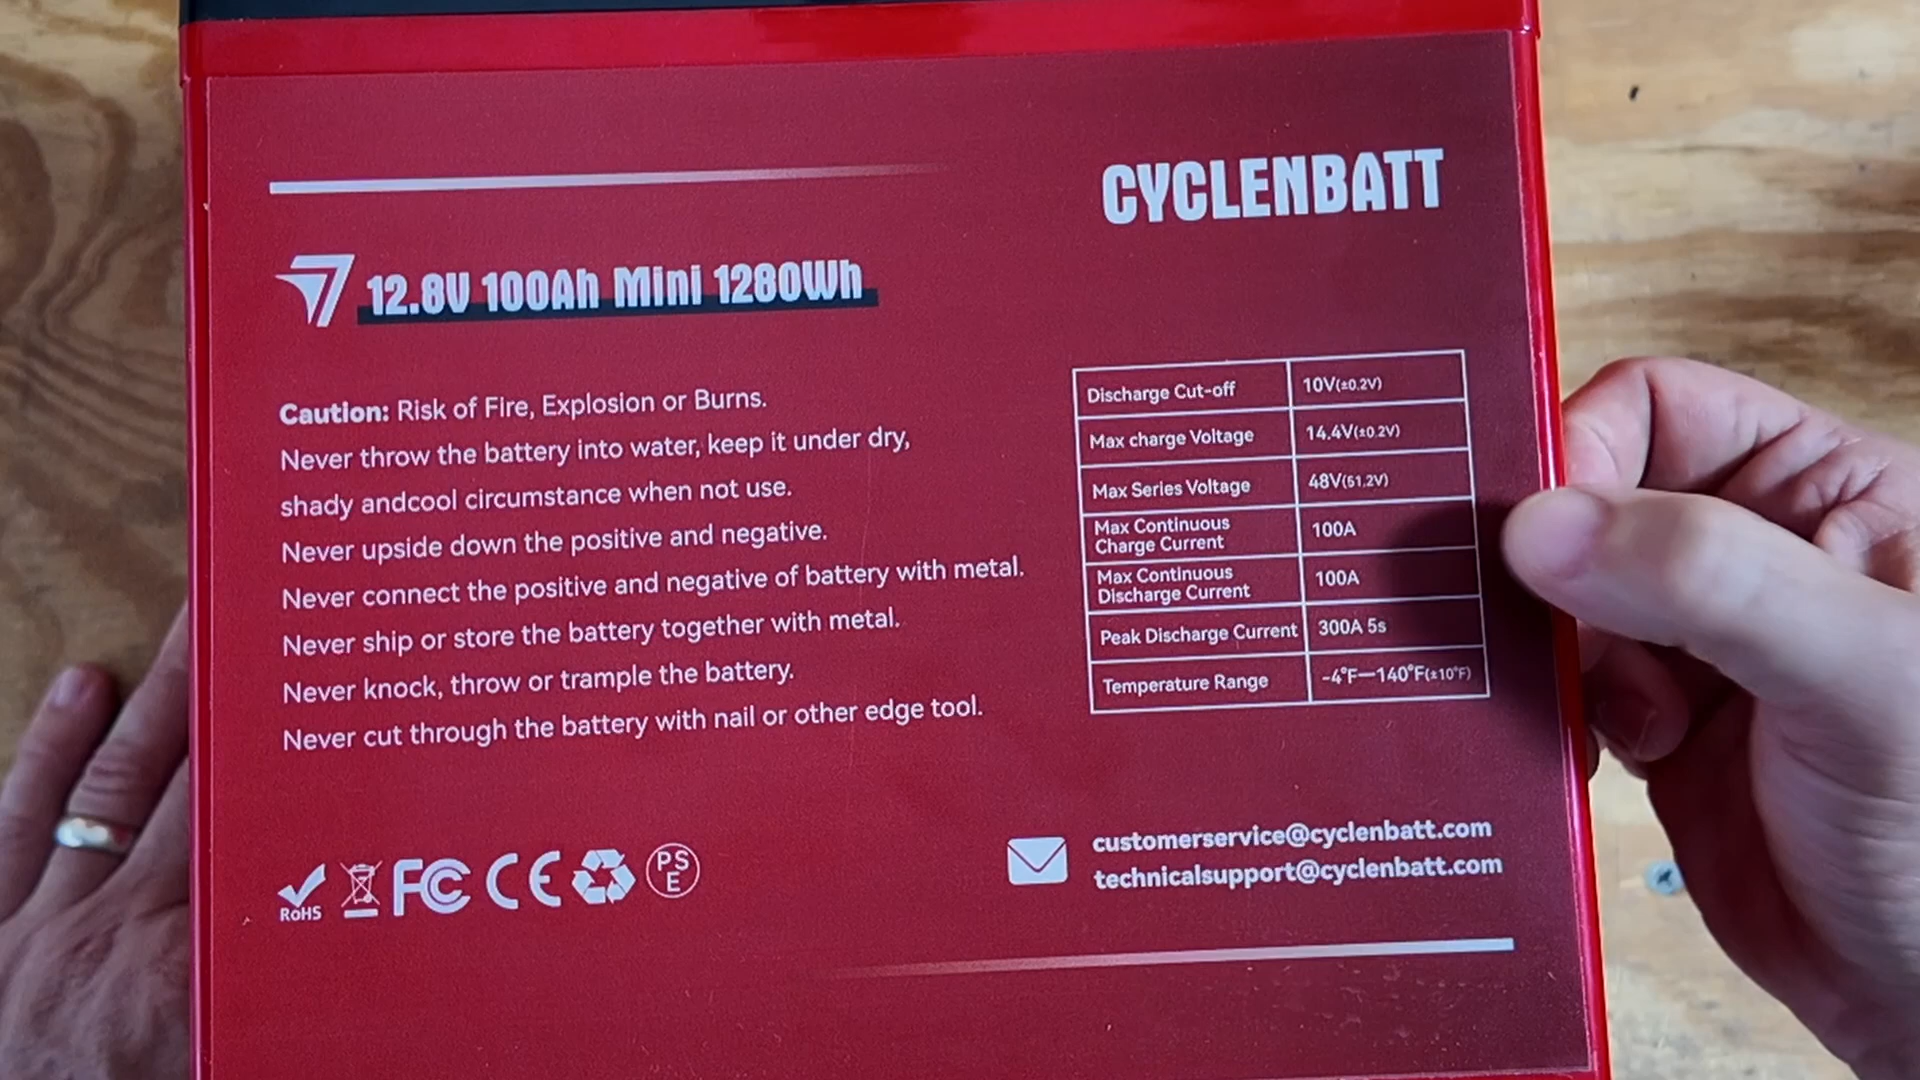 CYCLENBATT
12.8V 100Ah Mini 1280Wh
Caution: Risk of Fire, Explosion or Burns.
Never throw the battery into water, keep it under dry,
shady andcool circumstance when not use.
Never upside down the positive and negative.
Never connect the positive and negative of battery with metal.
Never ship or store the battery together with metal.
Never knock, throw or trample the battery.
Never cut through the battery with nail or other edge tool.
Discharge Cut-off 10V(±0.2V)
Max charge Voltage 14.4V(±0.2V)
Max Series Voltage 48V(51.2V)
Max Continuous
Charge Current 100A
Max Continuous
Discharge Current 100A
Peak Discharge Current 300A 5s
Temperature Range -4°F—140°F(±10°F)
RoHS FC CE PS
E
customerservice@cyclenbatt.com
technicalsupport@cyclenbatt.com